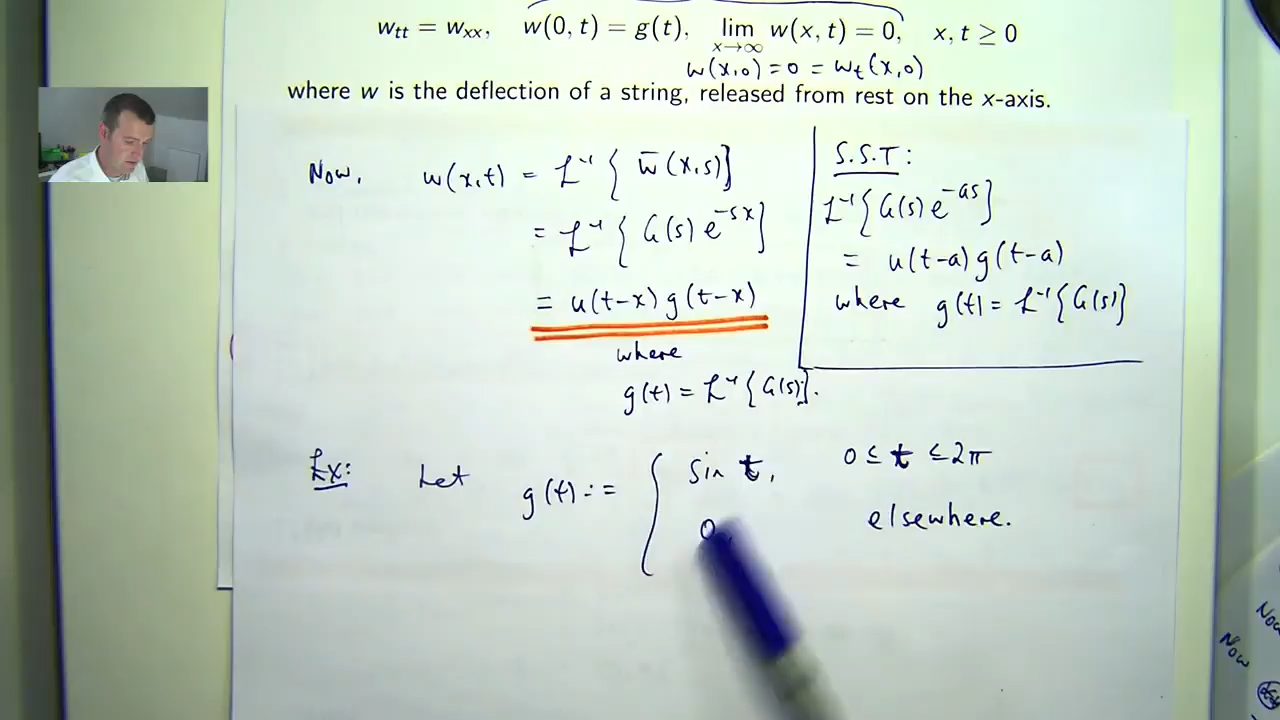 w_tt = w_xx, w(0, t) = g(t), lim_{x→∞} w(x, t) = 0, x, t ≥ 0
w(x,0) = 0 = w_t(x,0)
where w is the deflection of a string, released from rest on the x-axis.
Now, w(x,t) = ℒ⁻¹{ w̄(x,s)}
= ℒ⁻¹{ G(s) e^{-sx}}
= u(t-x) g(t-x)
where
g(t) = ℒ⁻¹{G(s)}.
S.S.T:
ℒ⁻¹{G(s) e^{-as}}
= u(t-a) g(t-a)
where g(t) = ℒ⁻¹{G(s)}
Ex: Let g(t) := { sin t, 0 ≤ t ≤ 2π
0, elsewhere.
Now
Now